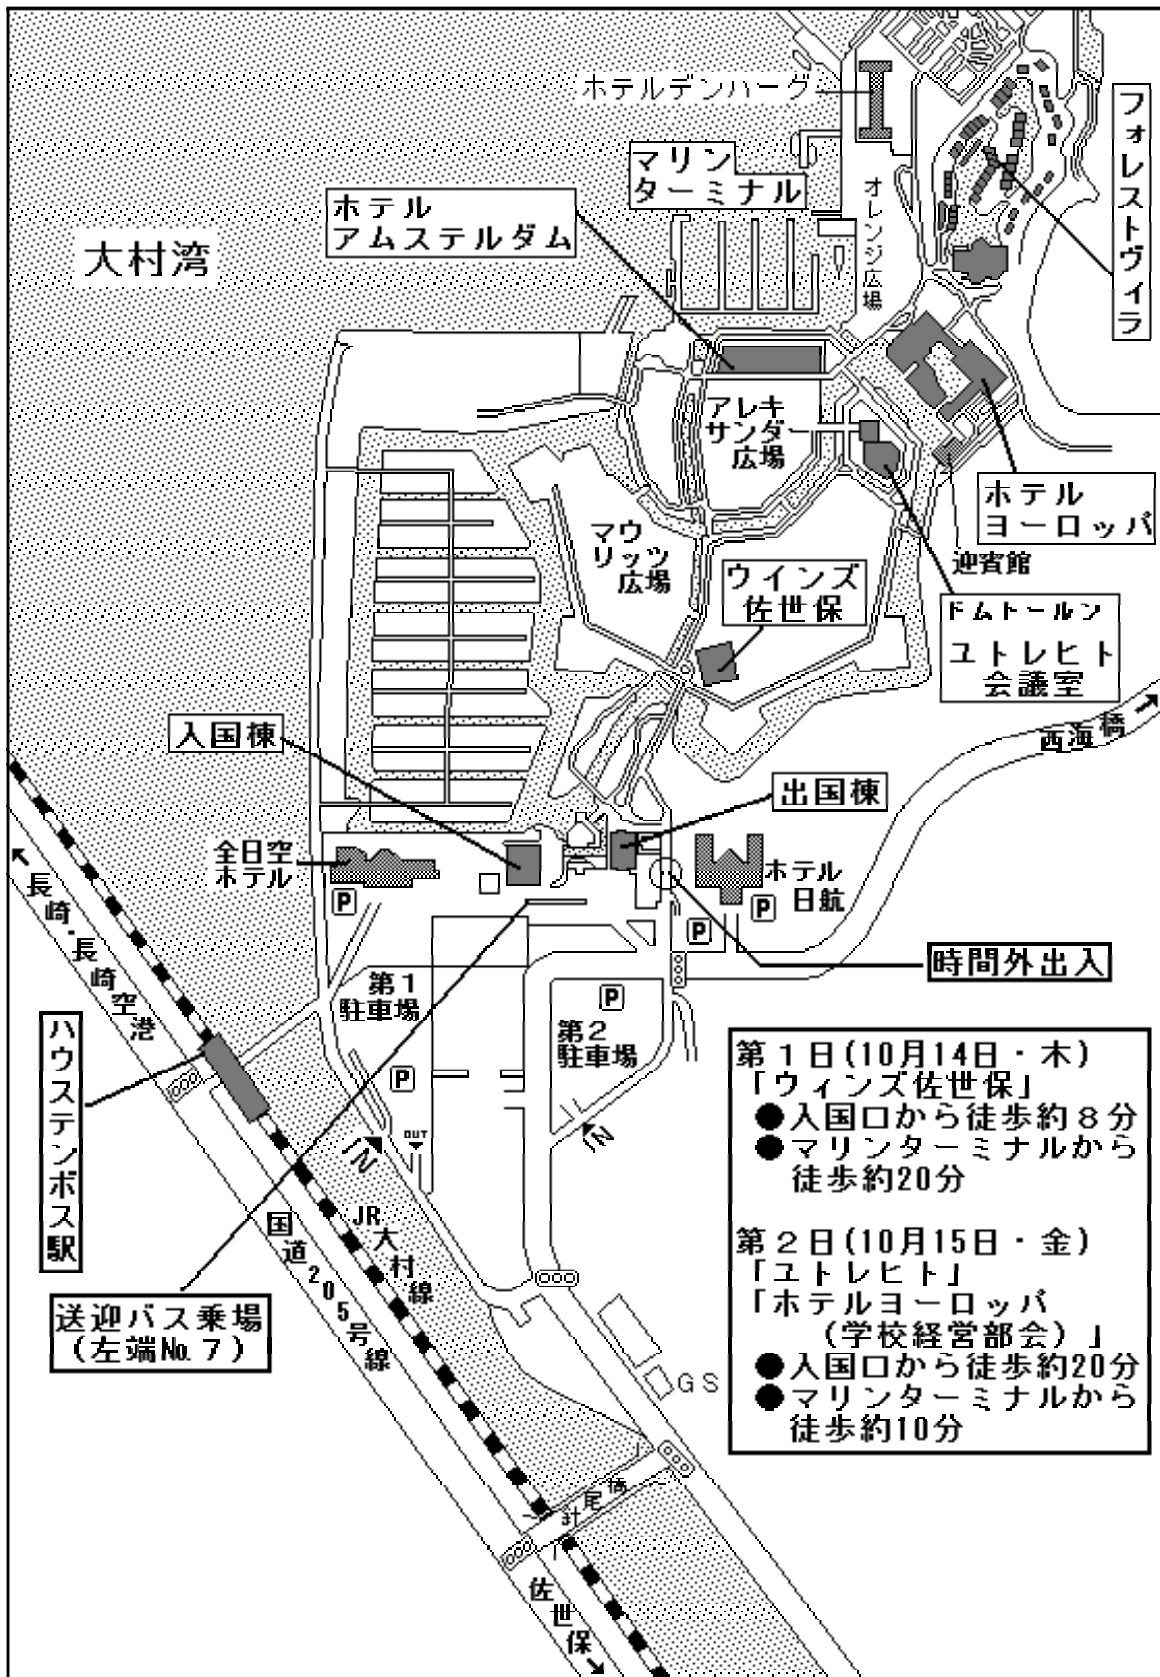 ホテルデンハーグ
フォレストヴィラ
マリン
ターミナル
オレンジ広場
ホテル
アムステルダム
大村湾
アレキ
サンダー
広場
ホテル
ヨーロッパ
迎賓館
マウ
リッツ
広場
ウインズ
佐世保
ドムトールン
ユトレヒト
会議室
西海橋
入国棟
出国棟
全日空
ホテル
P
ホテル
日航
P
P
時間外出入
長崎・長崎空港
第1
駐車場
P
第2
駐車場
P
ハウステンボス駅
IN
OUT
IN
JR大村線
国道205号線
送迎バス乗場
(左端No.7)
第1日(10月14日・木)
「ウィンズ佐世保」
●入国口から徒歩約8分
●マリンターミナルから
徒歩約20分
第2日(10月15日・金)
「ユトレヒト」
「ホテルヨーロッパ
(学校経営部会)」
●入国口から徒歩約20分
●マリンターミナルから
徒歩約10分
GS
針尾橋
佐世保